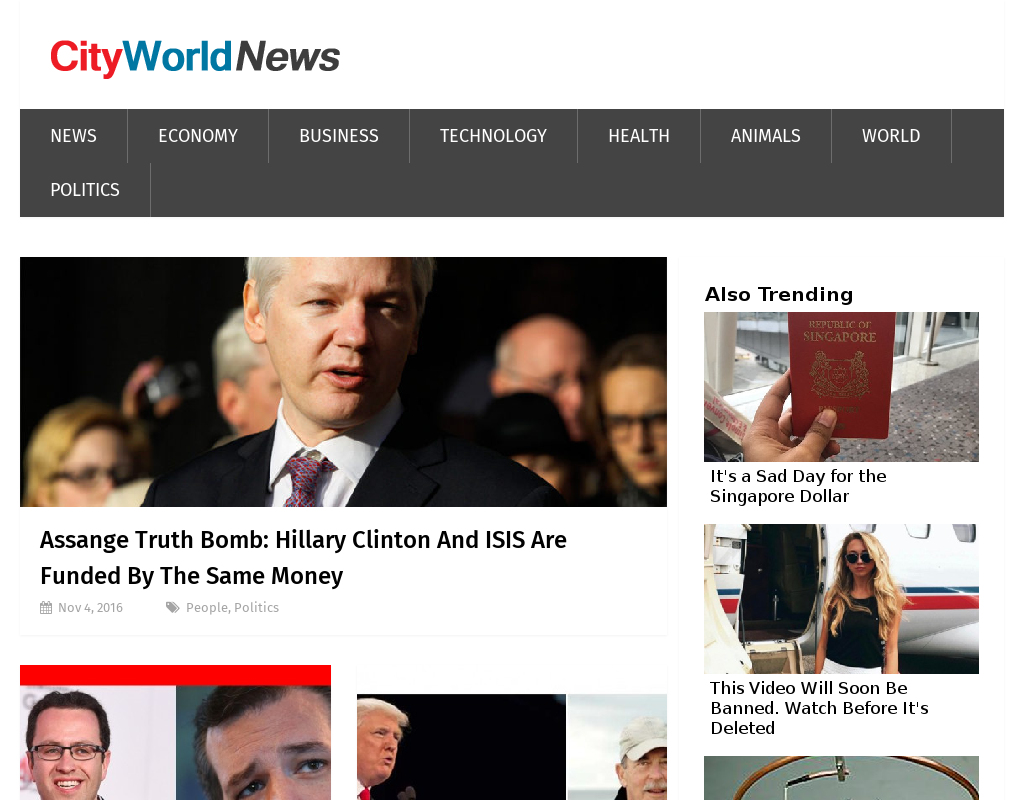 CityWorldNews
NEWS
ECONOMY
BUSINESS
TECHNOLOGY
HEALTH
ANIMALS
WORLD
POLITICS
Assange Truth Bomb: Hillary Clinton And ISIS Are
Funded By The Same Money
Nov 4, 2016
People, Politics
Also Trending
REPUBLIC OF
SINGAPORE
It's a Sad Day for the
Singapore Dollar
This Video Will Soon Be
Banned. Watch Before It's
Deleted